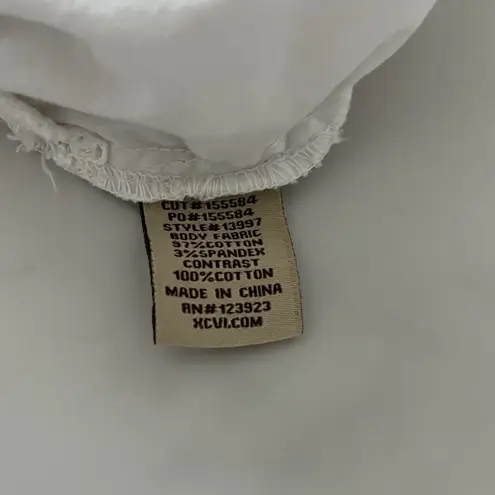 CUT#155584
PO#155584
STYLE#13997
BODY FABRIC
97%COTTON
3%SPANDEX
CONTRAST
100%COTTON
MADE IN CHINA
RN#123923
XCVI.COM